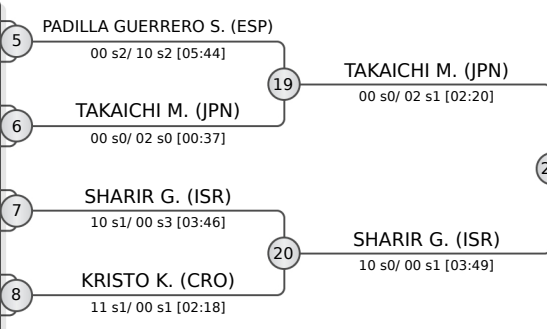 PADILLA GUERRERO S. (ESP)
5
00 s2/ 10 s2 [05:44]
19
TAKAICHI M. (JPN)
00 s0/ 02 s1 [02:20]
TAKAICHI M. (JPN)
6
00 s0/ 02 s0 [00:37]
SHARIR G. (ISR)
7
10 s1/ 00 s3 [03:46]
20
SHARIR G. (ISR)
10 s0/ 00 s1 [03:49]
KRISTO K. (CRO)
8
11 s1/ 00 s1 [02:18]